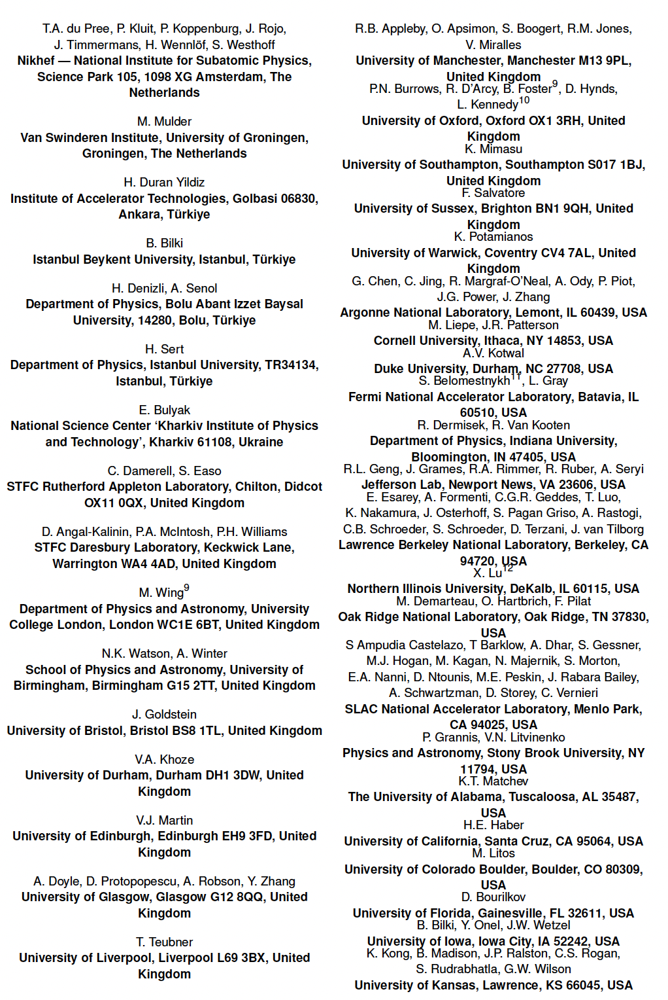 T.A. du Pree, P. Kluit, P. Koppenburg, J. Rojo,
J. Timmermans, H. Wennlöf, S. Westhoff
Nikhef — National Institute for Subatomic Physics,
Science Park 105, 1098 XG Amsterdam, The
Netherlands
M. Mulder
Van Swinderen Institute, University of Groningen,
Groningen, The Netherlands
H. Duran Yildiz
Institute of Accelerator Technologies, Golbasi 06830,
Ankara, Türkiye
B. Bilki
Istanbul Beykent University, Istanbul, Türkiye
H. Denizli, A. Senol
Department of Physics, Bolu Abant Izzet Baysal
University, 14280, Bolu, Türkiye
H. Sert
Department of Physics, Istanbul University, TR34134,
Istanbul, Türkiye
E. Bulyak
National Science Center ‘Kharkiv Institute of Physics
and Technology’, Kharkiv 61108, Ukraine
C. Damerell, S. Easo
STFC Rutherford Appleton Laboratory, Chilton, Didcot
OX11 0QX, United Kingdom
D. Angal-Kalinin, P.A. McIntosh, P.H. Williams
STFC Daresbury Laboratory, Keckwick Lane,
Warrington WA4 4AD, United Kingdom
M. Wing⁹
Department of Physics and Astronomy, University
College London, London WC1E 6BT, United Kingdom
N.K. Watson, A. Winter
School of Physics and Astronomy, University of
Birmingham, Birmingham G15 2TT, United Kingdom
J. Goldstein
University of Bristol, Bristol BS8 1TL, United Kingdom
V.A. Khoze
University of Durham, Durham DH1 3DW, United
Kingdom
V.J. Martin
University of Edinburgh, Edinburgh EH9 3FD, United
Kingdom
A. Doyle, D. Protopopescu, A. Robson, Y. Zhang
University of Glasgow, Glasgow G12 8QQ, United
Kingdom
T. Teubner
University of Liverpool, Liverpool L69 3BX, United
Kingdom
R.B. Appleby, O. Apsimon, S. Boogert, R.M. Jones,
V. Miralles
University of Manchester, Manchester M13 9PL,
United Kingdom
P.N. Burrows, R. D’Arcy, B. Foster⁹, D. Hynds,
L. Kennedy¹⁰
University of Oxford, Oxford OX1 3RH, United
Kingdom
K. Mimasu
University of Southampton, Southampton S017 1BJ,
United Kingdom
F. Salvatore
University of Sussex, Brighton BN1 9QH, United
Kingdom
K. Potamianos
University of Warwick, Coventry CV4 7AL, United
Kingdom
G. Chen, C. Jing, R. Margraf-O’Neal, A. Ody, P. Piot,
J.G. Power, J. Zhang
Argonne National Laboratory, Lemont, IL 60439, USA
M. Liepe, J.R. Patterson
Cornell University, Ithaca, NY 14853, USA
A.V. Kotwal
Duke University, Durham, NC 27708, USA
S. Belomestnykh¹¹, L. Gray
Fermi National Accelerator Laboratory, Batavia, IL
60510, USA
R. Dermisek, R. Van Kooten
Department of Physics, Indiana University,
Bloomington, IN 47405, USA
R.L. Geng, J. Grames, R.A. Rimmer, R. Ruber, A. Seryi
Jefferson Lab, Newport News, VA 23606, USA
E. Esarey, A. Formenti, C.G.R. Geddes, T. Luo,
K. Nakamura, J. Osterhoff, S. Pagan Griso, A. Rastogi,
C.B. Schroeder, S. Schroeder, D. Terzani, J. van Tilborg
Lawrence Berkeley National Laboratory, Berkeley, CA
94720, USA
X. Lu¹²
Northern Illinois University, DeKalb, IL 60115, USA
M. Demarteau, O. Hartbrich, F. Pilat
Oak Ridge National Laboratory, Oak Ridge, TN 37830,
USA
S Ampudia Castelazo, T Barklow, A. Dhar, S. Gessner,
M.J. Hogan, M. Kagan, N. Majernik, S. Morton,
E.A. Nanni, D. Ntounis, M.E. Peskin, J. Rabara Bailey,
A. Schwartzman, D. Storey, C. Vernieri
SLAC National Accelerator Laboratory, Menlo Park,
CA 94025, USA
P. Grannis, V.N. Litvinenko
Physics and Astronomy, Stony Brook University, NY
11794, USA
K.T. Matchev
The University of Alabama, Tuscaloosa, AL 35487,
USA
H.E. Haber
University of California, Santa Cruz, CA 95064, USA
M. Litos
University of Colorado Boulder, Boulder, CO 80309,
USA
D. Bourilkov
University of Florida, Gainesville, FL 32611, USA
B. Bilki, Y. Onel, J.W. Wetzel
University of Iowa, Iowa City, IA 52242, USA
K. Kong, B. Madison, J.P. Ralston, C.S. Rogan,
S. Rudrabhatla, G.W. Wilson
University of Kansas, Lawrence, KS 66045, USA